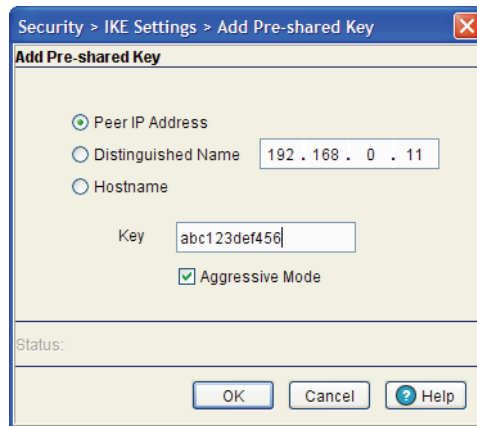 Security > IKE Settings > Add Pre-shared Key
Add Pre-shared Key
Peer IP Address
Distinguished Name 192 . 168 . 0 . 11
Hostname
Key abc123def456
Aggressive Mode
Status:
OK Cancel ? Help